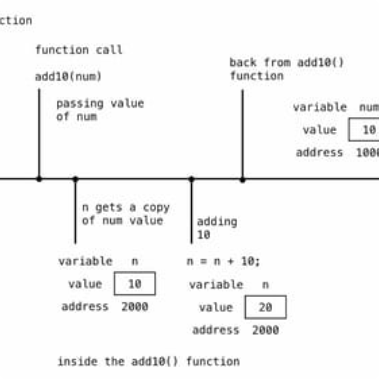 function call
add10(num)
passing value
of num
back from add10()
function
variable num
value 10
address
n gets a copy
of num value
adding
10
variable n
value 10
address 2000
n = n + 10;
variable n
value 20
address 2000
inside the add10() function